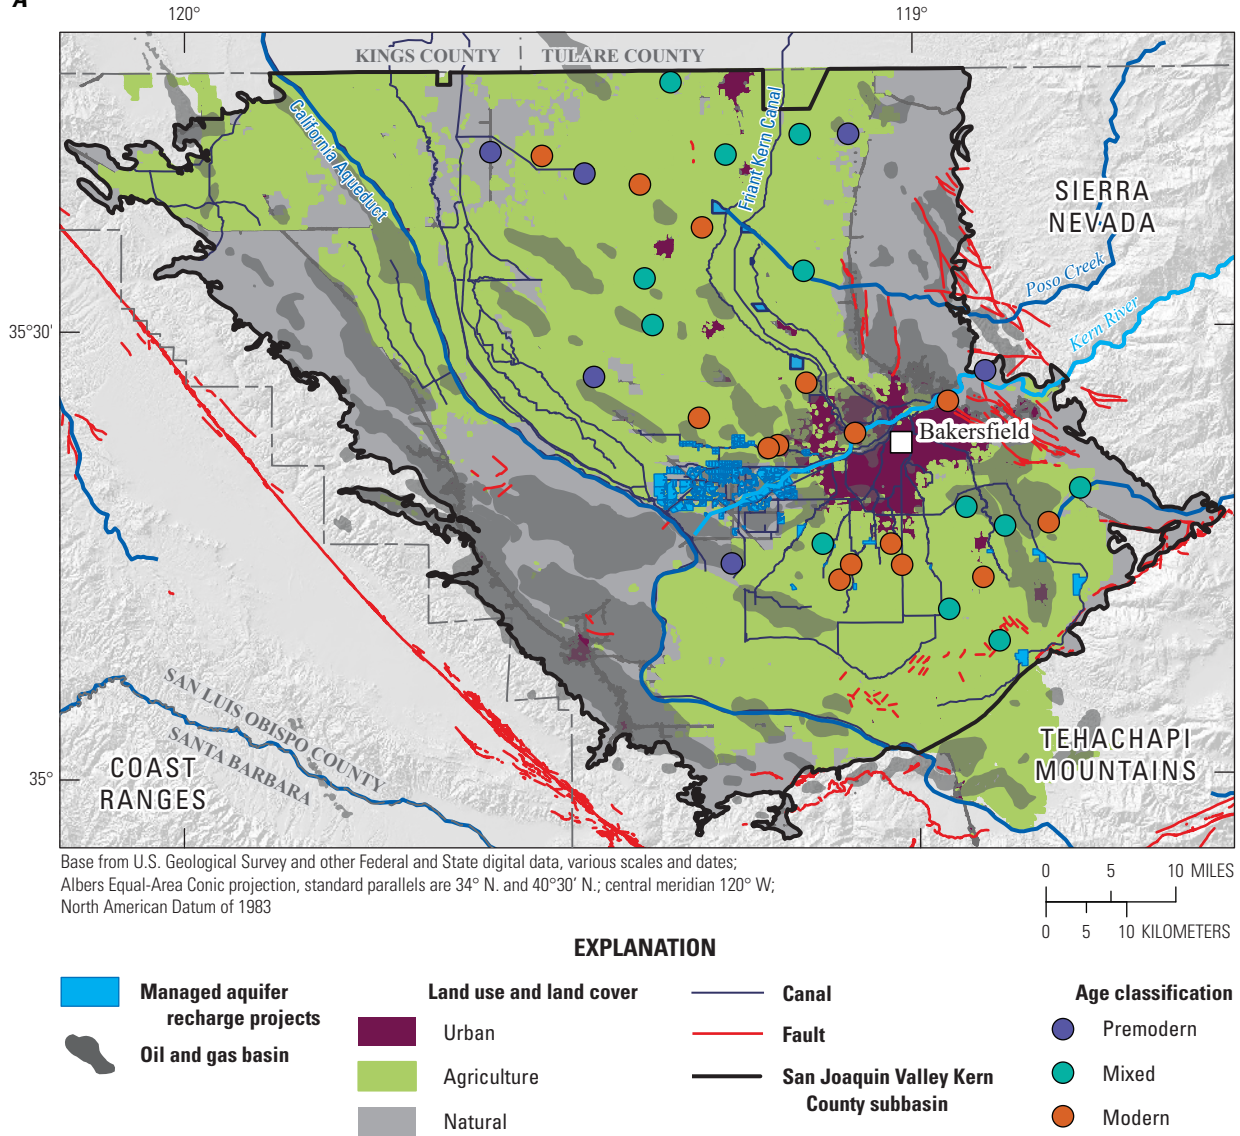 A
120°
119°
KINGS COUNTY
TULARE COUNTY
California Aqueduct
Friant Kern Canal
SIERRA
NEVADA
Poso Creek
Kern River
35°30'
Bakersfield
SAN LUIS OBISPO COUNTY
SANTA BARBARA
35°
COAST
RANGES
TEHACHAPI
MOUNTAINS
Base from U.S. Geological Survey and other Federal and State digital data, various scales and dates;
Albers Equal-Area Conic projection, standard parallels are 34° N. and 40°30′ N.; central meridian 120° W;
North American Datum of 1983
0 5 10 MILES
0 5 10 KILOMETERS
EXPLANATION
Managed aquifer
recharge projects
Oil and gas basin
Land use and land cover
Urban
Agriculture
Natural
Canal
Fault
San Joaquin Valley Kern
County subbasin
Age classification
Premodern
Mixed
Modern